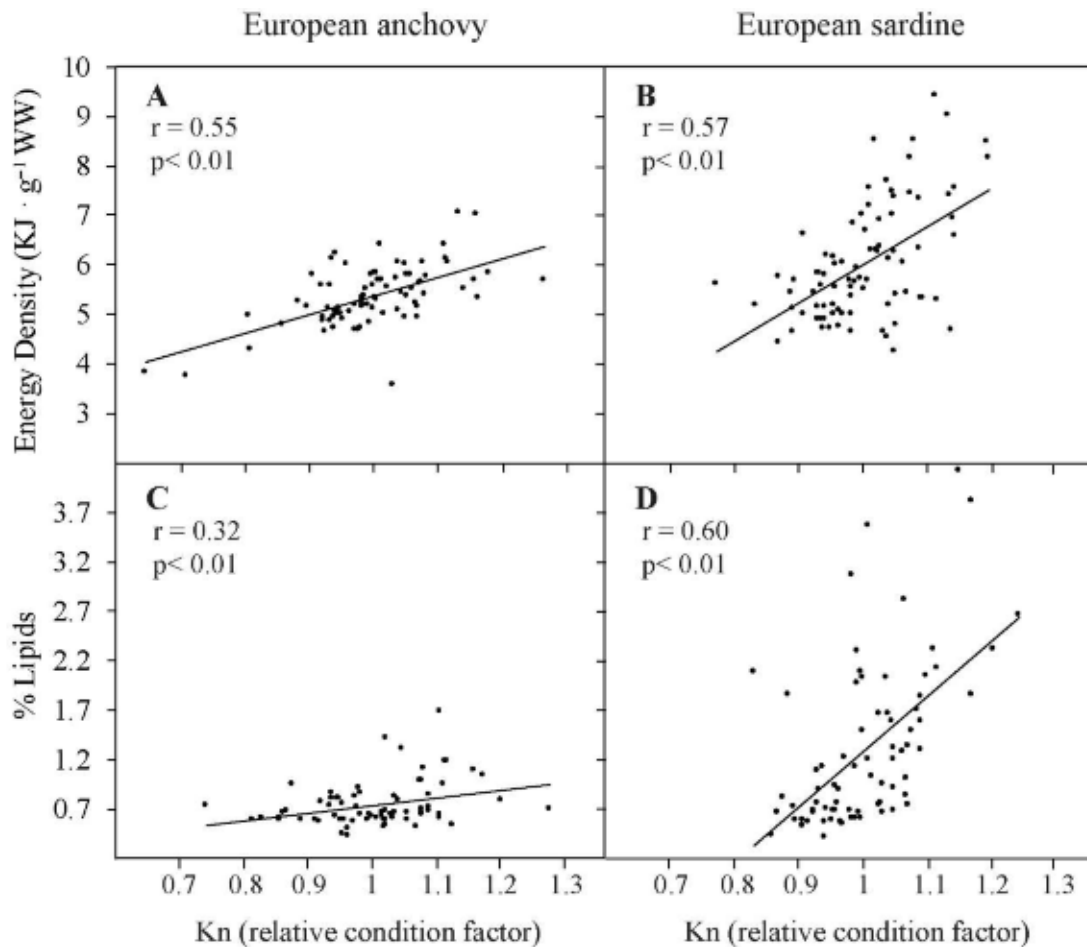 European anchovy
European sardine
Energy Density (KJ · g⁻¹ WW)
10
9
8
7
6
5
4
3
A
r = 0.55
p< 0.01
B
r = 0.57
p< 0.01
% Lipids
3.7
3.2
2.7
2.2
1.7
1.2
0.7
C
r = 0.32
p< 0.01
D
r = 0.60
p< 0.01
0.7 0.8 0.9 1 1.1 1.2 1.3
0.7 0.8 0.9 1 1.1 1.2 1.3
Kn (relative condition factor)
Kn (relative condition factor)